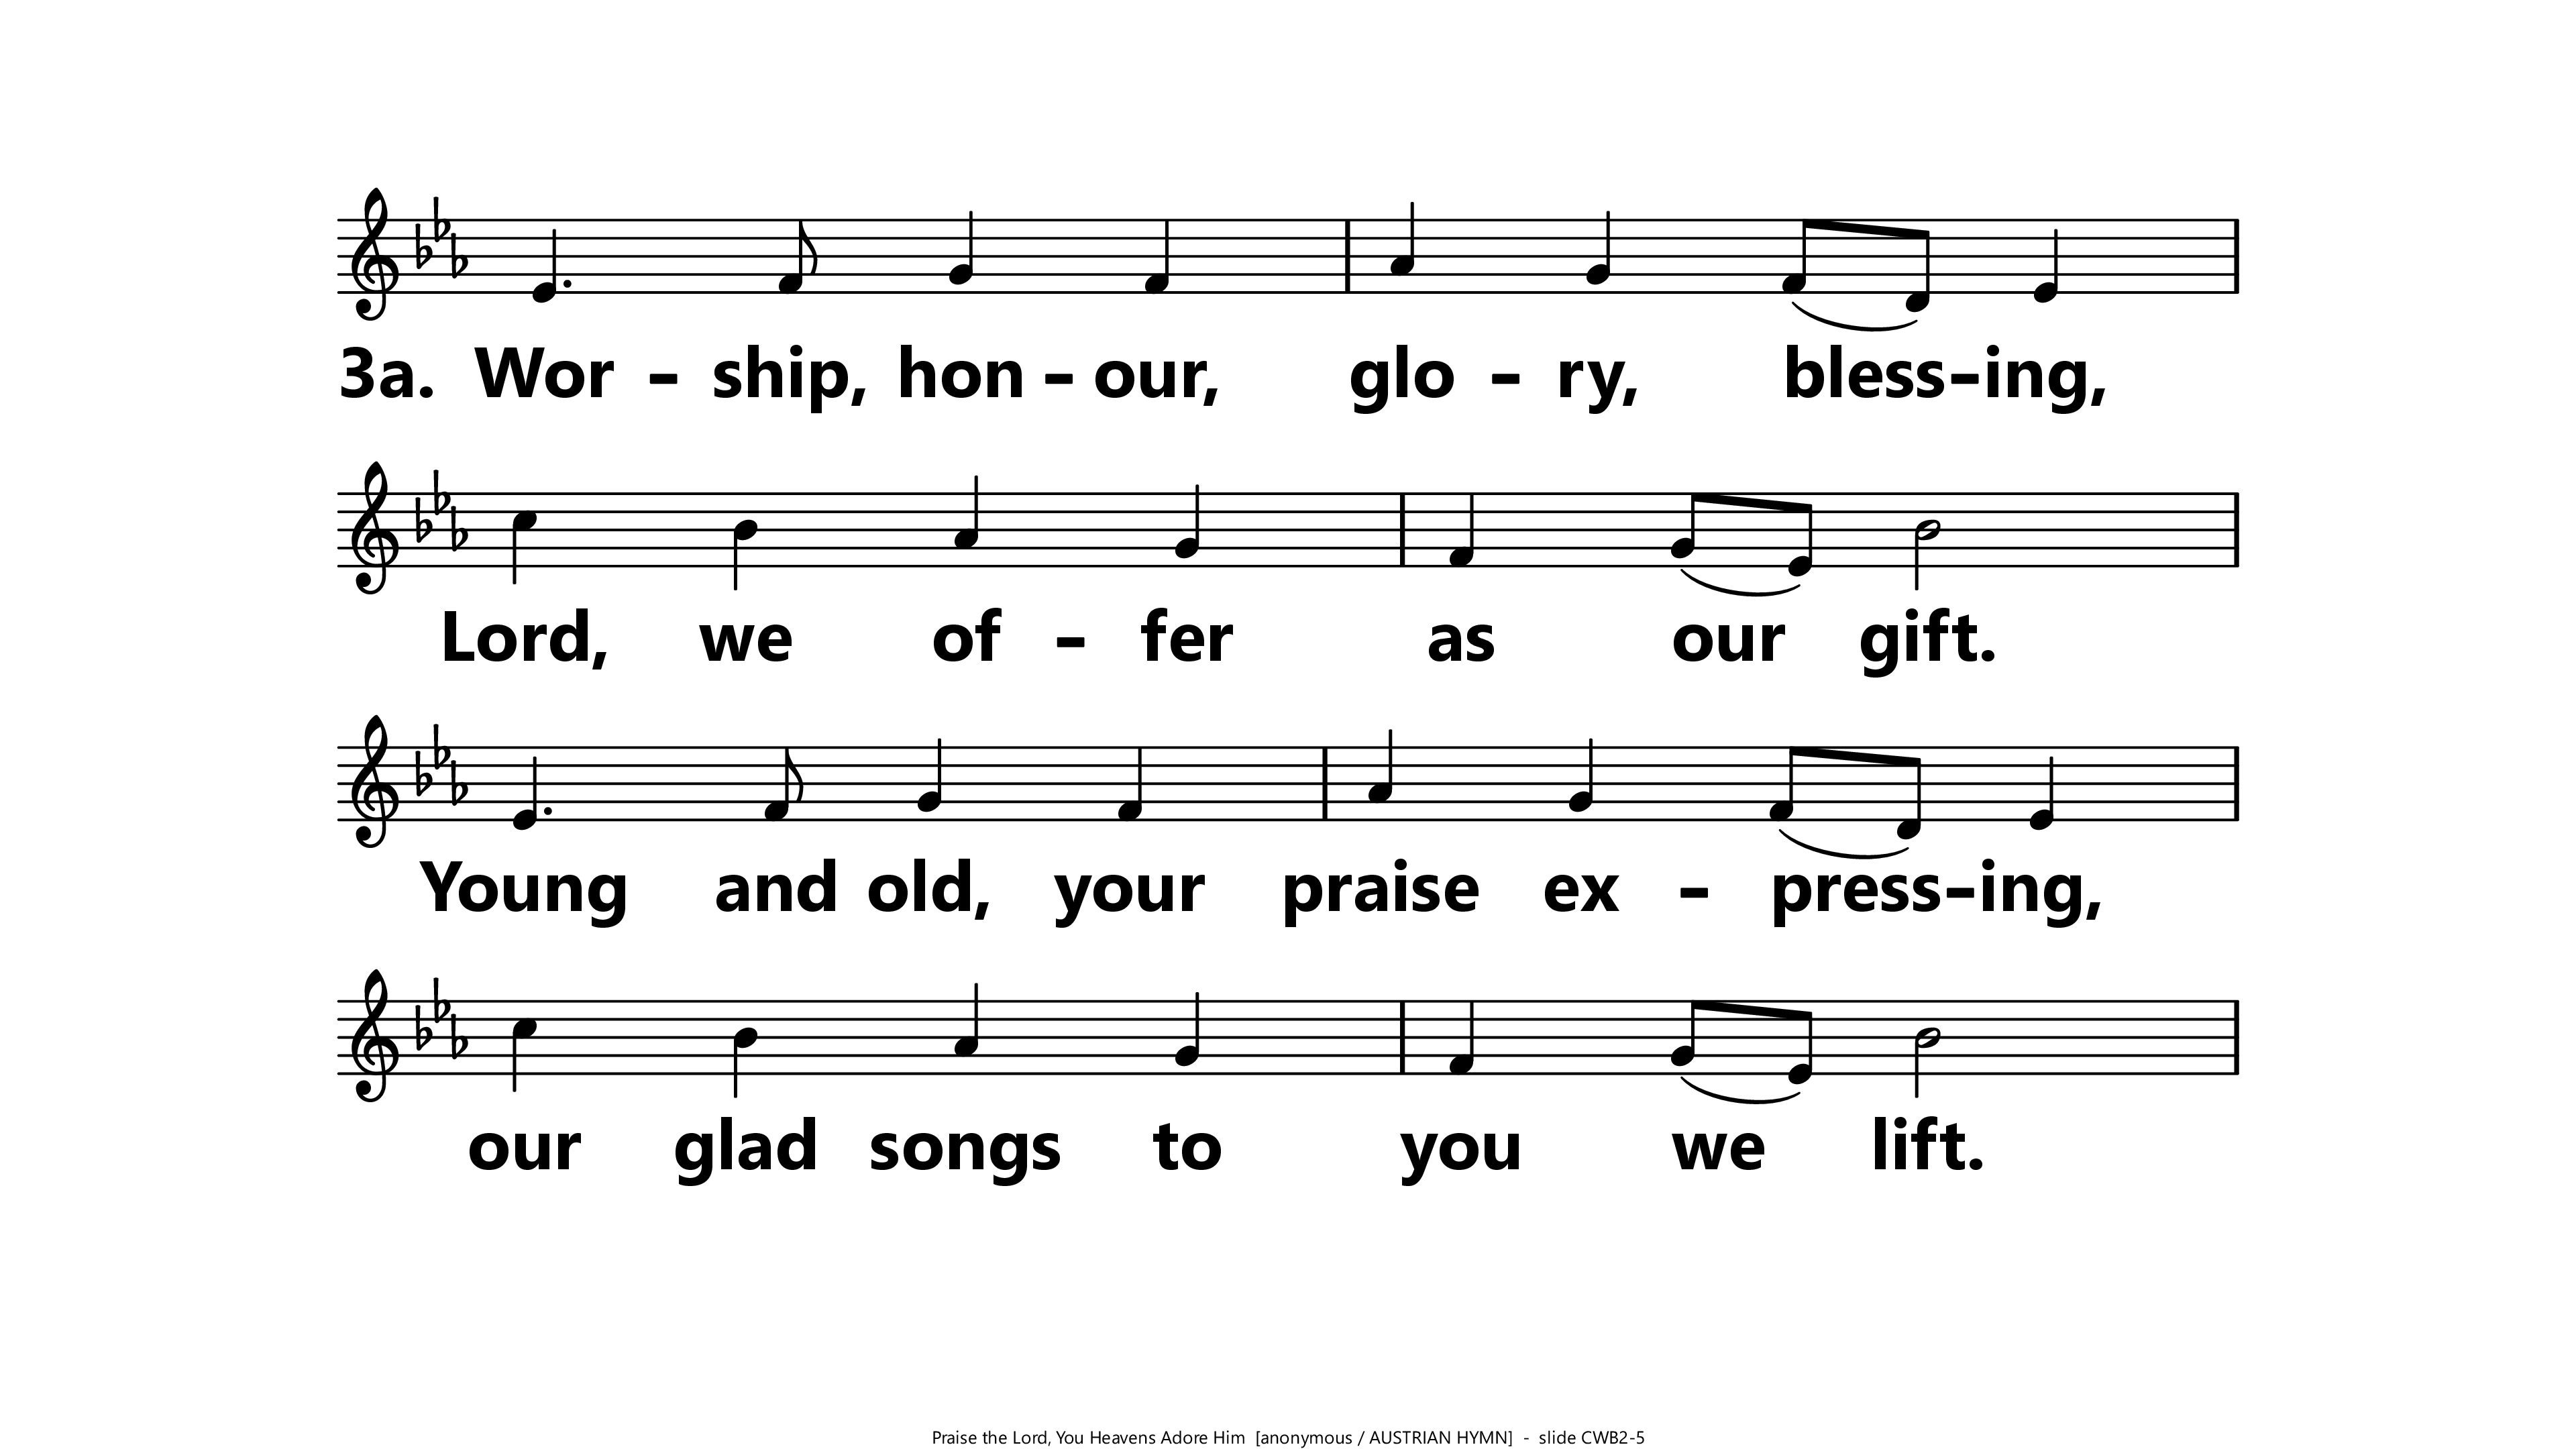 3a. Wor - ship, hon - our, glo - ry, bless-ing,
Lord, we of - fer as our gift.
Young and old, your praise ex - press-ing,
our glad songs to you we lift.
Praise the Lord, You Heavens Adore Him [anonymous / AUSTRIAN HYMN] - slide CWB2-5